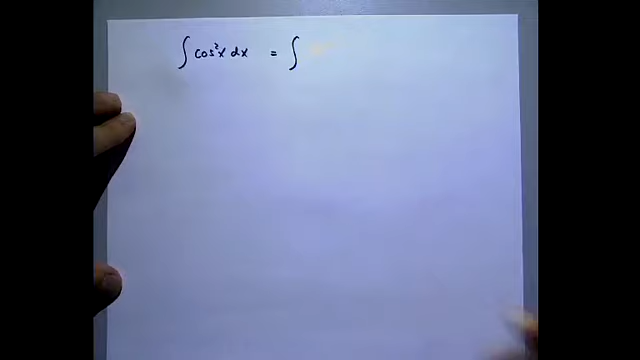 ∫ cos²x dx = ∫